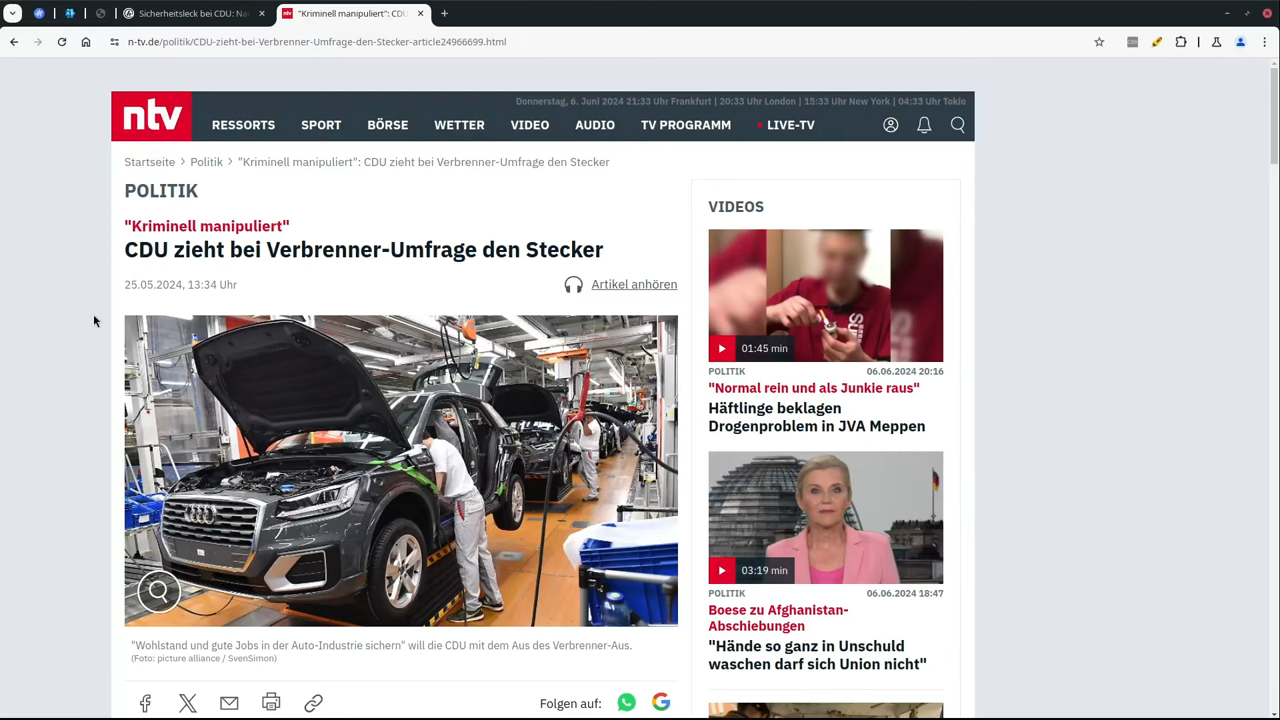 Sicherheitsleck bei CDU: Na
"Kriminell manipuliert": CDU
n-tv.de/politik/CDU-zieht-bei-Verbrenner-Umfrage-den-Stecker-article24966699.html
Donnerstag, 6. Juni 2024 21:33 Uhr Frankfurt | 20:33 Uhr London | 15:33 Uhr New York | 04:33 Uhr Tokio
ntv
RESSORTS SPORT BÖRSE WETTER VIDEO AUDIO TV PROGRAMM LIVE-TV
Startseite > Politik > "Kriminell manipuliert": CDU zieht bei Verbrenner-Umfrage den Stecker
POLITIK
"Kriminell manipuliert"
CDU zieht bei Verbrenner-Umfrage den Stecker
25.05.2024, 13:34 Uhr
Artikel anhören
"Wohlstand und gute Jobs in der Auto-Industrie sichern" will die CDU mit dem Aus des Verbrenner-Aus.
(Foto: picture alliance / SvenSimon)
Folgen auf:
VIDEOS
01:45 min
POLITIK 06.06.2024 20:16
"Normal rein und als Junkie raus"
Häftlinge beklagen
Drogenproblem in JVA Meppen
03:19 min
POLITIK 06.06.2024 18:47
Boese zu Afghanistan-
Abschiebungen
"Hände so ganz in Unschuld
waschen darf sich Union nicht"